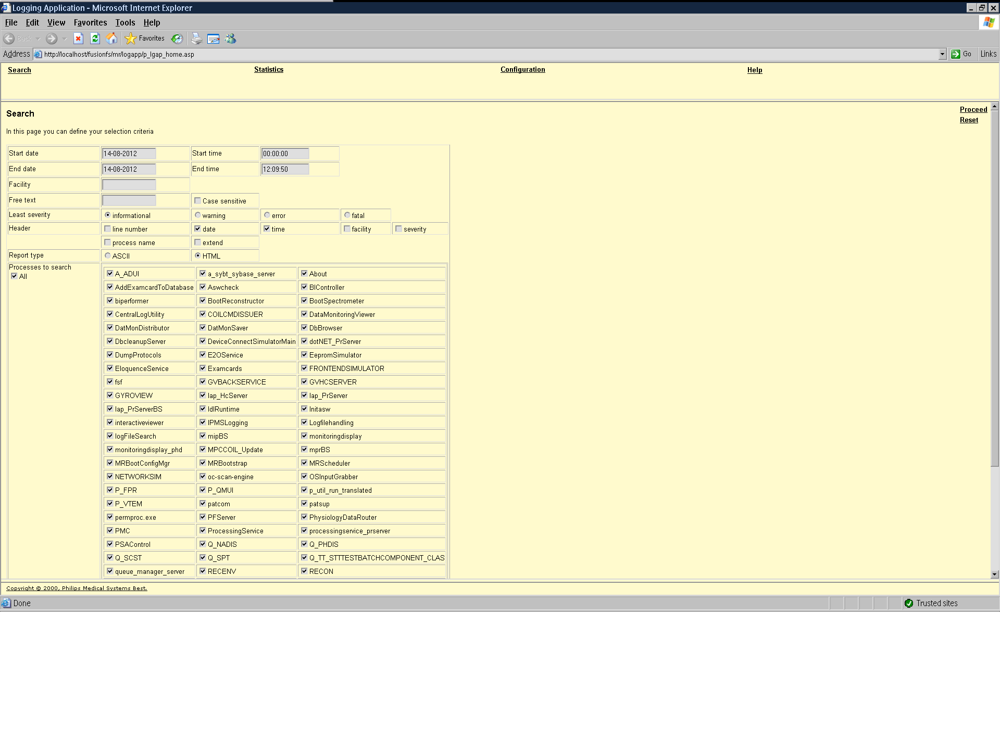 Logging Application - Microsoft Internet Explorer
File Edit View Favorites Tools Help
Back Favorites
Address http://localhost/fusionfs/mr/logapp/p_lgap_home.asp Go Links
Search Statistics Configuration Help
Search Proceed
Reset
In this page you can define your selection criteria
Start date 14-08-2012 Start time 00:00:00
End date 14-08-2012 End time 12:09:50
Facility
Free text Case sensitive
Least severity informational warning error fatal
Header line number date time facility severity
process name extend
Report type ASCII HTML
Processes to search
All
A_ADUI a_sybt_sybase_server About
AddExamcardToDatabase Aswcheck BIController
biperformer BootReconstructor BootSpectrometer
CentralLogUtility COILCMDISSUER DataMonitoringViewer
DatMonDistributor DatMonSaver DbBrowser
DbcleanupServer DeviceConnectSimulatorMain dotNET_PrServer
DumpProtocols E2OService EepromSimulator
EloquenceService Examcards FRONTENDSIMULATOR
fsf GVBACKSERVICE GVHCSERVER
GYROVIEW Iap_HcServer Iap_PrServer
Iap_PrServerBS IdlRuntime Initasw
interactiveviewer IPMSLogging Logfilehandling
logFileSearch mipBS monitoringdisplay
monitoringdisplay_phd MPCCOIL_Update mprBS
MRBootConfigMgr MRBootstrap MRScheduler
NETWORKSIM oc-scan-engine OSInputGrabber
P_FPR P_QMUI p_util_run_translated
P_VTEM patcom patsup
permproc.exe PFServer PhysiologyDataRouter
PMC ProcessingService processingservice_prserver
PSAControl Q_NADIS Q_PHDIS
Q_SCST Q_SPT Q_TT_STTTESTBATCHCOMPONENT_CLAS
queue_manager_server RECENV RECON
Copyright © 2000, Philips Medical Systems Best.
Done Trusted sites